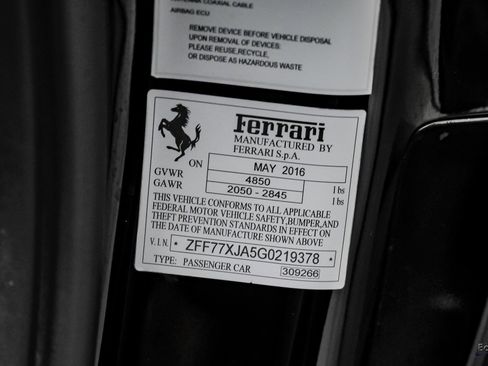 ANTENNA COAXIAL CABLE
AIRBAG ECU
REMOVE DEVICE BEFORE VEHICLE DISPOSAL
UPON REMOVAL OF DEVICES:
PLEASE REUSE,RECYCLE,
OR DISPOSE AS HAZARDOUS WASTE
Ferrari
MANUFACTURED BY
FERRARI S.p.A.
ON MAY 2016
GVWR 4850 lbs
GAWR 2050 - 2845 lbs
THIS VEHICLE CONFORMS TO ALL APPLICABLE
FEDERAL MOTOR VEHICLE SAFETY,BUMPER,AND
THEFT PREVENTION STANDARDS IN EFFECT ON
THE DATE OF MANUFACTURE SHOWN ABOVE
V.I.N. * ZFF77XJA5G0219378 *
TYPE: PASSENGER CAR 309266